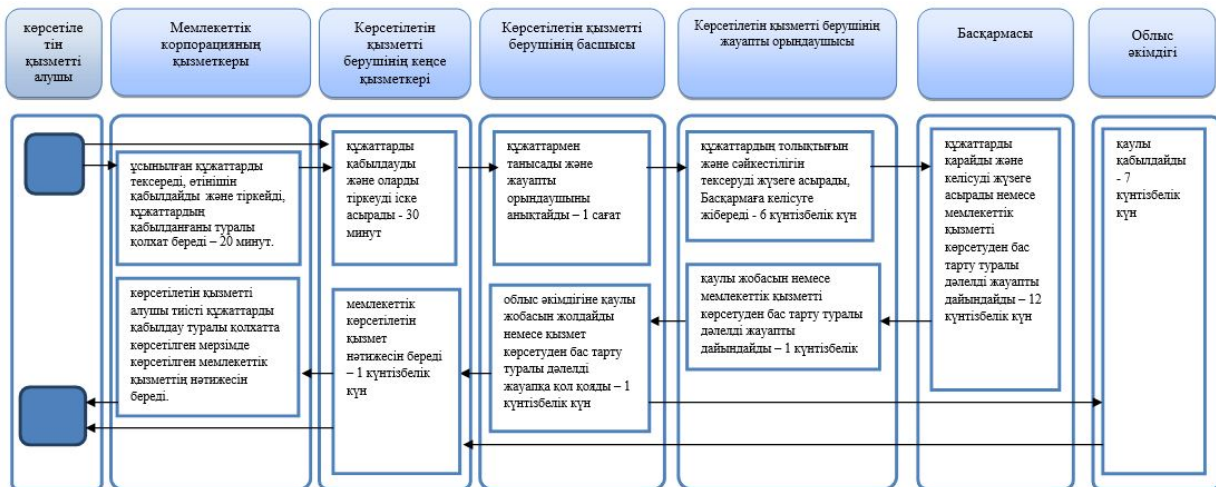 көрсетіле
тін
қызметті
алушы
Мемлекеттік
корпорацияның
қызметкеры
Көрсетілетін
қызметті
берушінің кеңсе
қызметкері
Көрсетілетін қызметті
берушінің басшысы
Көрсетілетін қызметті берушінің
жауапты орындаушысы
Басқармасы
Облыс
әкімдігі
ұсынылған құжаттарды
тексереді, өтінішін
қабылдайды және тіркейді,
құжаттардың
қабылданғаны туралы
қолхат береді – 20 минут.
құжаттарды
қабылдауды
және оларды
тіркеуді іске
асырады - 30
минут
құжаттармен
танысады және
жауапты
орындаушыны
анықтайды – 1 сағат
құжаттардың толықтығын
және сәйкестілігін
тексеруді жүзеге асырады,
Басқармаға келісуге
жібереді - 6 күнтізбелік күн
құжаттарды
қарайды және
келісуді жүзеге
асырады немесе
мемлекеттік
қызметті
көрсетуден бас
тарту туралы
дәлелді жауапты
дайындайды – 12
күнтізбелік күн
қаулы
қабылдайды
- 7
күнтізбелік
күн
көрсетілетін қызметті
алушы тиісті құжаттарды
қабылдау туралы қолхатта
көрсетілген мерзімде
көрсетілген мемлекеттік
қызметтің нәтижесін
береді.
мемлекеттік
көрсетілетін
қызмет
нәтижесін береді
– 1 күнтізбелік
күн
облыс әкімдігіне қаулы
жобасын жолдайды
немесе қызмет
көрсетуден бас тарту
туралы дәлелді
жауапқа қол қояды – 1
күнтізбелік күн
қаулы жобасын немесе
мемлекеттік қызметті
көрсетуден бас тарту туралы
дәлелді жауапты
дайындайды – 1 күнтізбелік